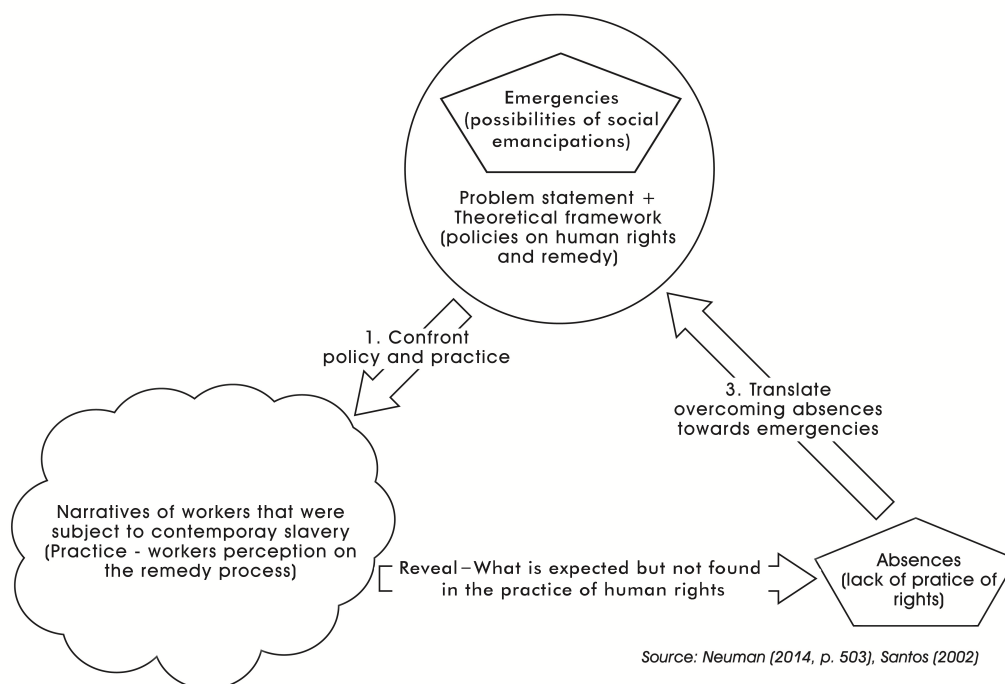 Emergencies
(possibilities of social
emancipations)
Problem statement +
Theoretical framework
(policies on human rights
and remedy)
1. Confront
policy and practice
3. Translate
overcoming absences
towards emergencies
Narratives of workers that were
subject to contemporay slavery
(Practice - workers perception on
the remedy process)
Reveal – What is expected but not found
in the practice of human rights
Absences
(lack of pratice of
rights)
Source: Neuman (2014, p. 503), Santos (2002)